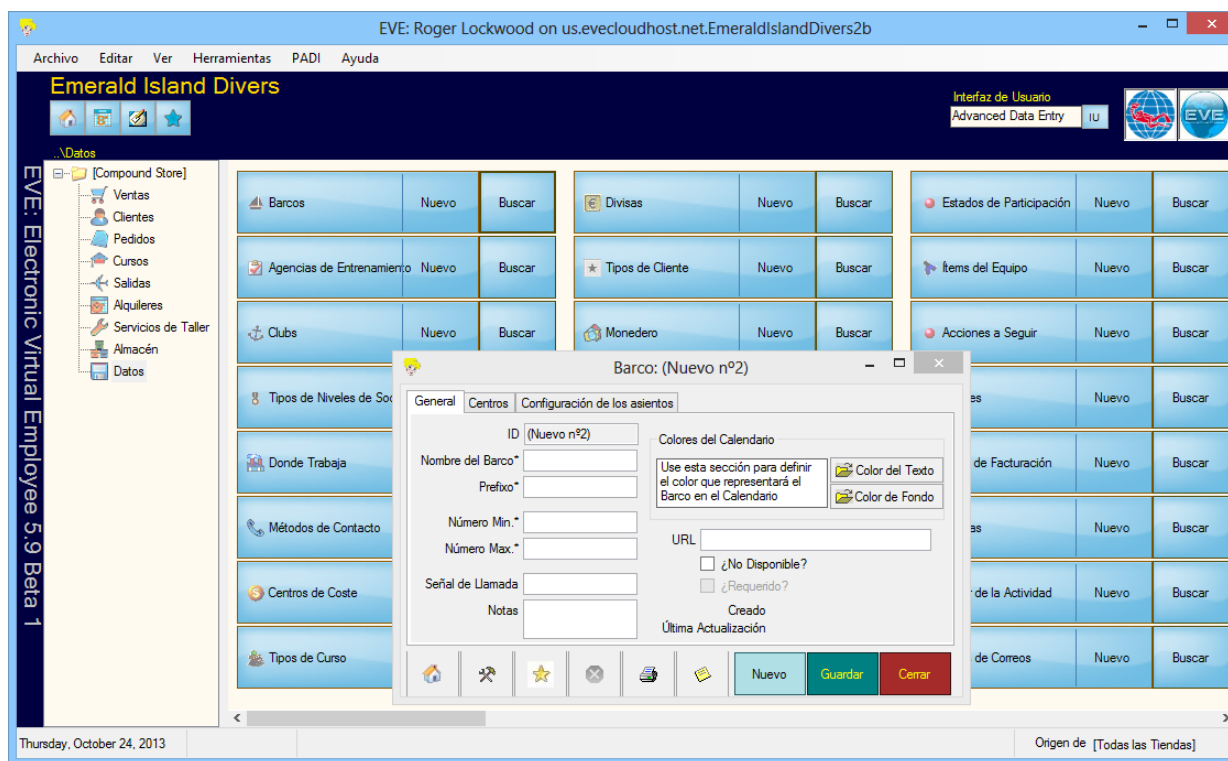 EVE: Roger Lockwood on us.evecloudhost.net.EmeraldIslandDivers2b
Archivo Editar Ver Herramientas PADI Ayuda
Emerald Island Divers
Interfaz de Usuario
Advanced Data Entry IU
EVE
..\Datos
EVE: Electronic Virtual Employee 5.9 Beta 1
[Compound Store]
Ventas
Clientes
Pedidos
Cursos
Salidas
Alquileres
Servicios de Taller
Almacén
Datos
Barcos Nuevo Buscar Divisas Nuevo Buscar Estados de Participación Nuevo Buscar
Agencias de Entrenamiento Nuevo Buscar Tipos de Cliente Nuevo Buscar Ítems del Equipo Nuevo Buscar
Clubs Nuevo Buscar Monedero Nuevo Buscar Acciones a Seguir Nuevo Buscar
Tipos de Niveles de Soc es Nuevo Buscar
Donde Trabaja de Facturación Nuevo Buscar
Métodos de Contacto as Nuevo Buscar
Centros de Coste de la Actividad Nuevo Buscar
Tipos de Curso de Correos Nuevo Buscar
Barco: (Nuevo nº2)
General Centros Configuración de los asientos
ID (Nuevo nº2)
Nombre del Barco*
Prefixo*
Número Min.*
Número Max.*
Señal de Llamada
Notas
Colores del Calendario
Use esta sección para definir
el color que representará el
Barco en el Calendario
Color del Texto
Color de Fondo
URL
¿No Disponible?
¿Requerido?
Creado
Última Actualización
Nuevo Guardar Cerrar
Thursday, October 24, 2013
Origen de [Todas las Tiendas]